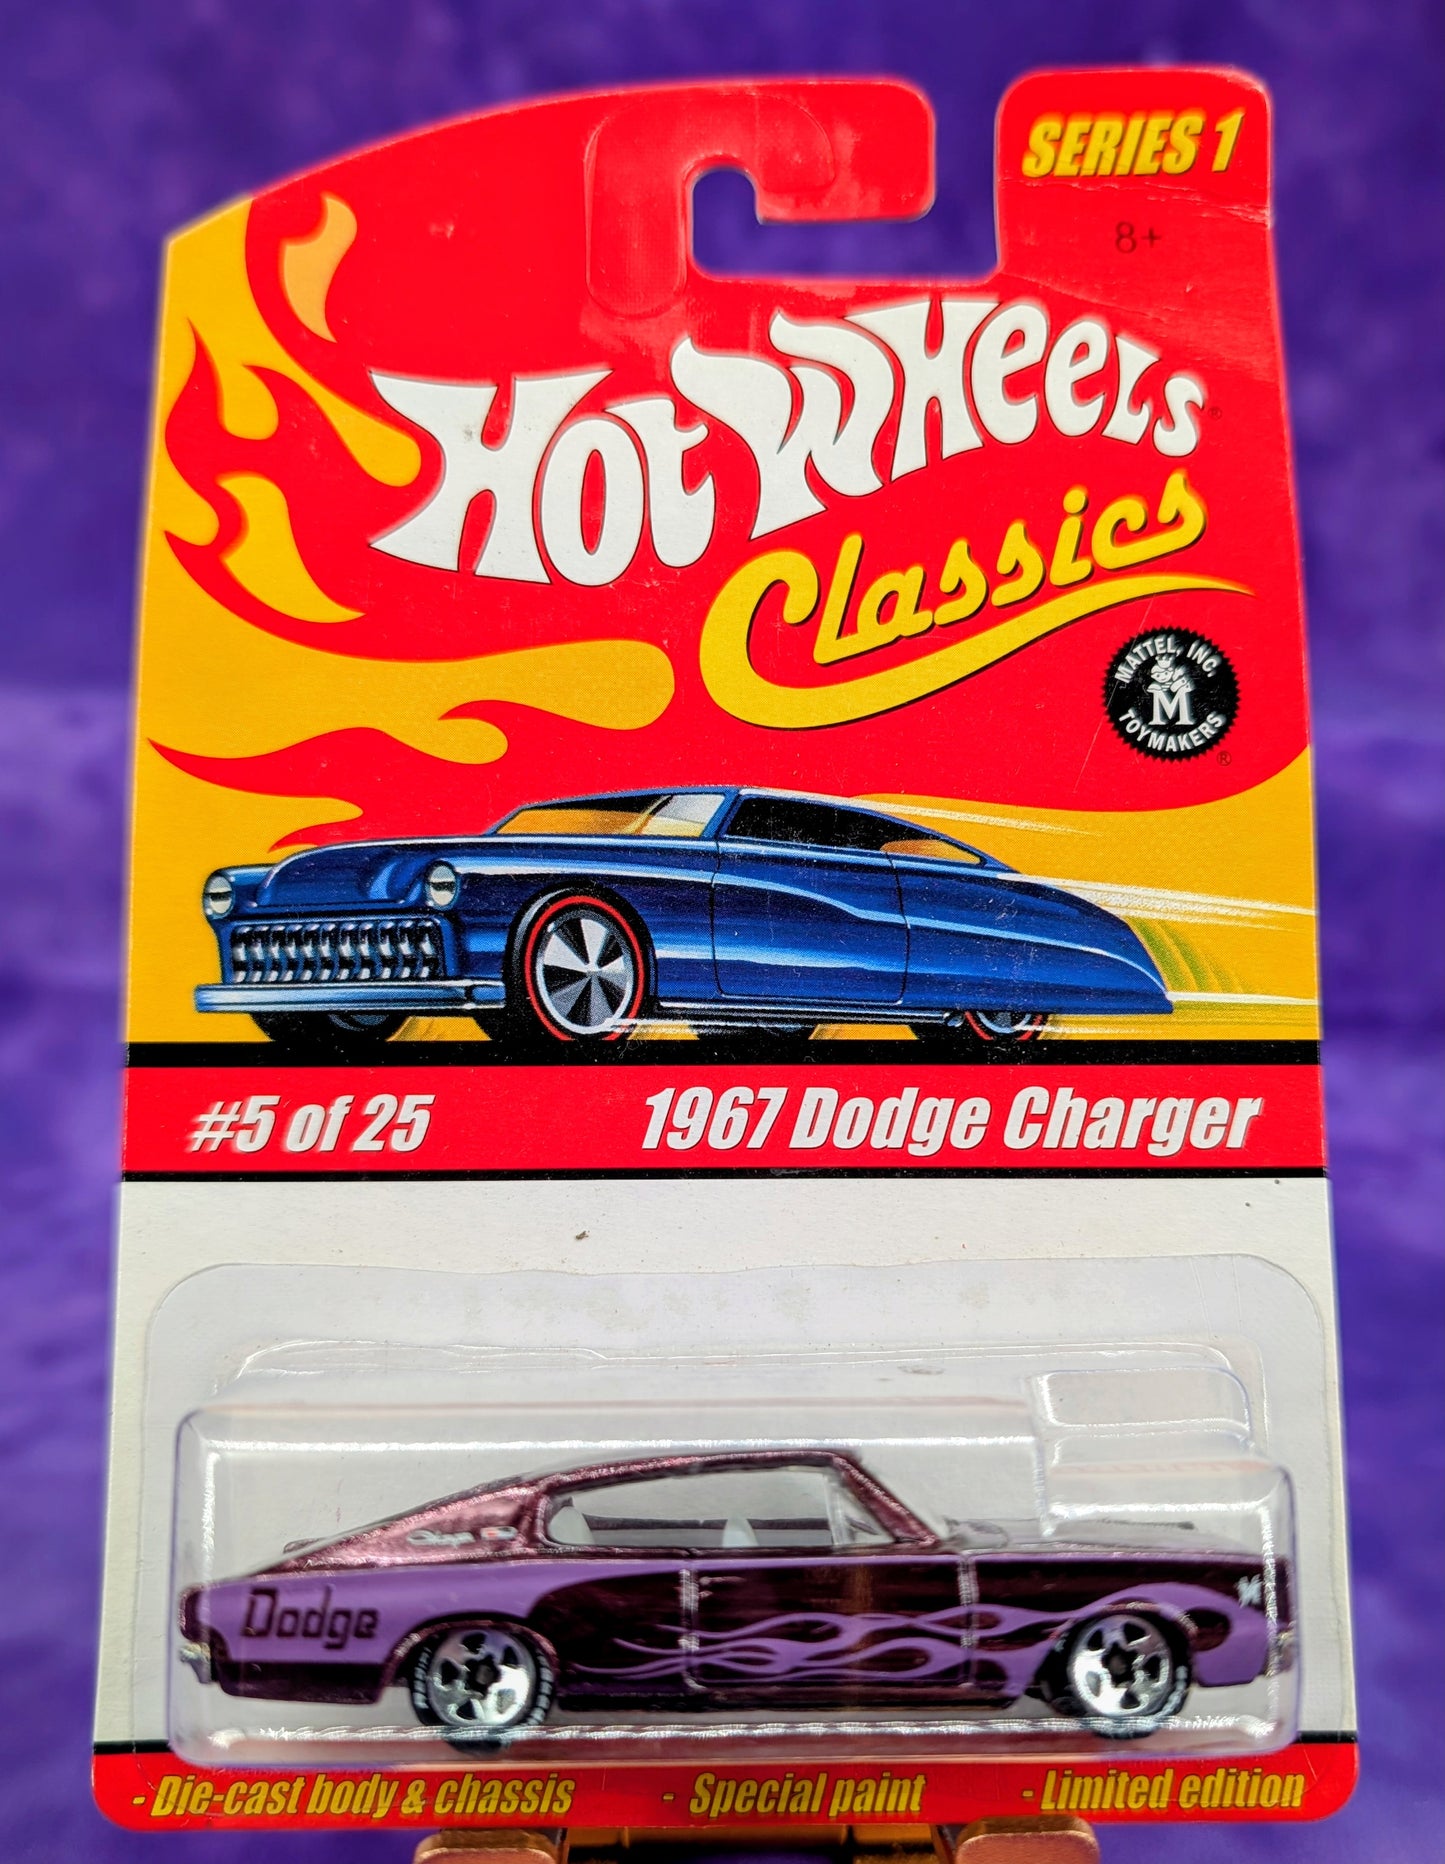 SERIES 1
8+
Hot Wheels®
Classics
MATTEL, INC.
M
TOYMAKERS
®
#5 of 25
1967 Dodge Charger
Charger
Dodge
- Die-cast body & chassis - Special paint - Limited edition